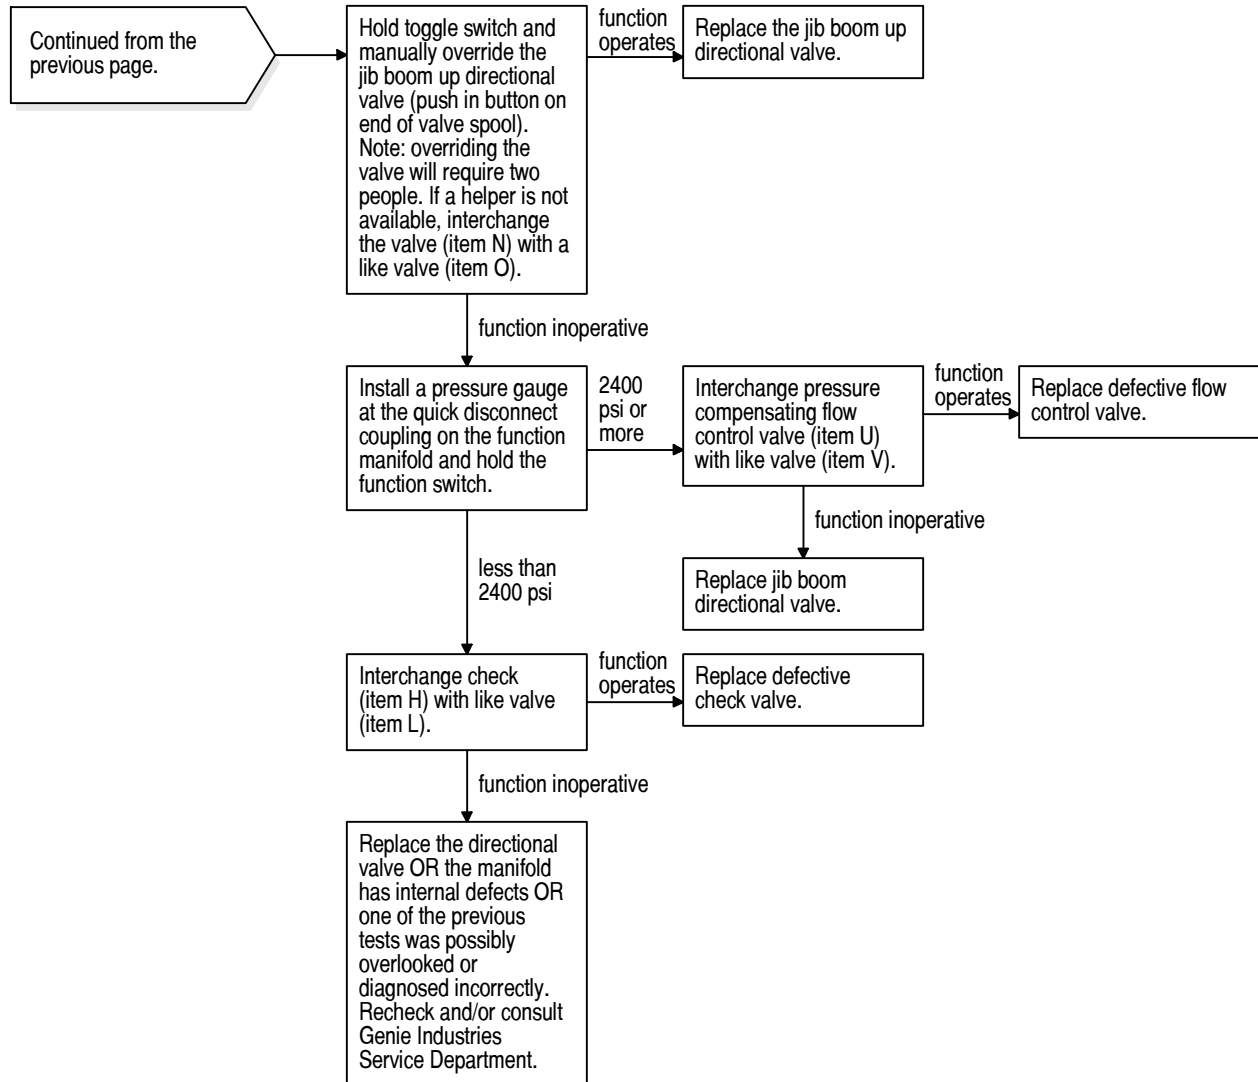 Continued from the
previous page.
Hold toggle switch and
manually override the
jib boom up directional
valve (push in button on
end of valve spool).
Note: overriding the
valve will require two
people. If a helper is not
available, interchange
the valve (item N) with a
like valve (item O).
function
operates
Replace the jib boom up
directional valve.
function inoperative
Install a pressure gauge
at the quick disconnect
coupling on the function
manifold and hold the
function switch.
2400
psi or
more
Interchange pressure
compensating flow
control valve (item U)
with like valve (item V).
function
operates
Replace defective flow
control valve.
function inoperative
Replace jib boom
directional valve.
less than
2400 psi
Interchange check
(item H) with like valve
(item L).
function
operates
Replace defective
check valve.
function inoperative
Replace the directional
valve OR the manifold
has internal defects OR
one of the previous
tests was possibly
overlooked or
diagnosed incorrectly.
Recheck and/or consult
Genie Industries
Service Department.